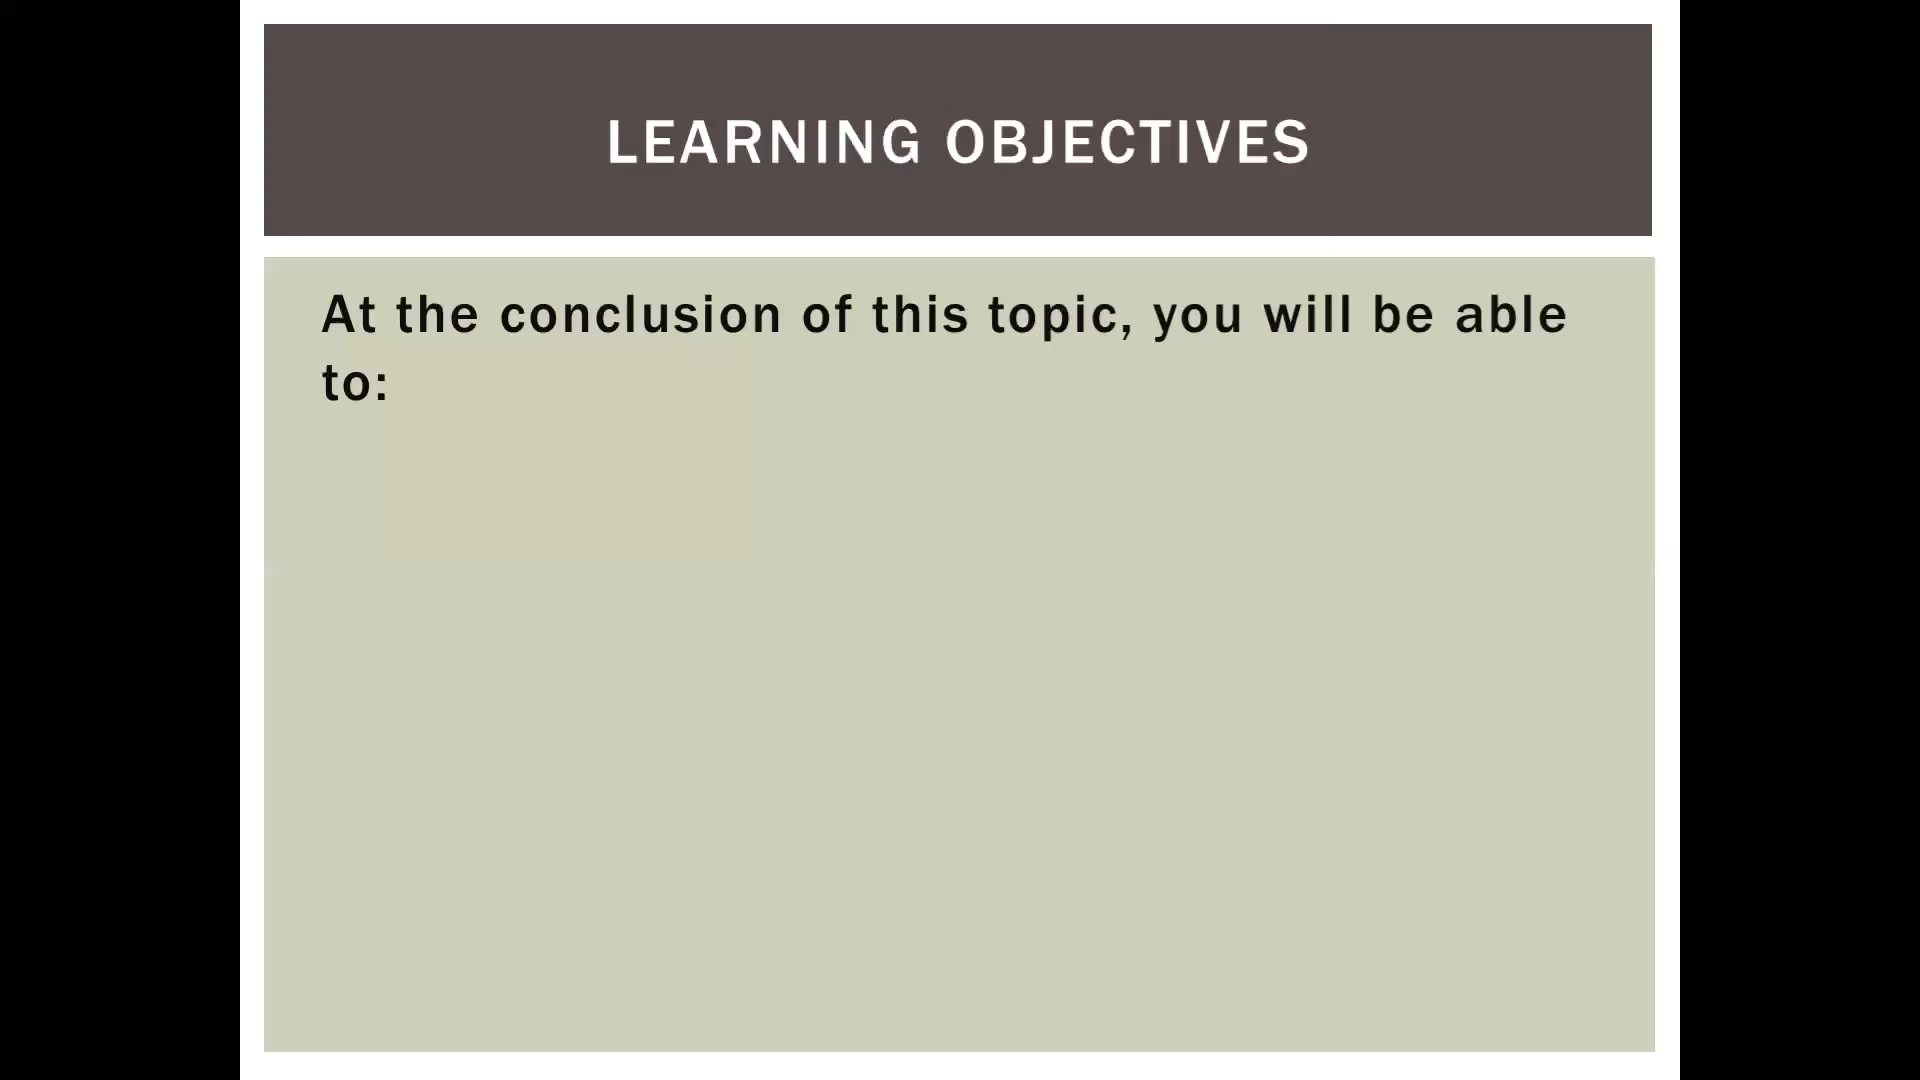 LEARNING OBJECTIVES
At the conclusion of this topic, you will be able
to: